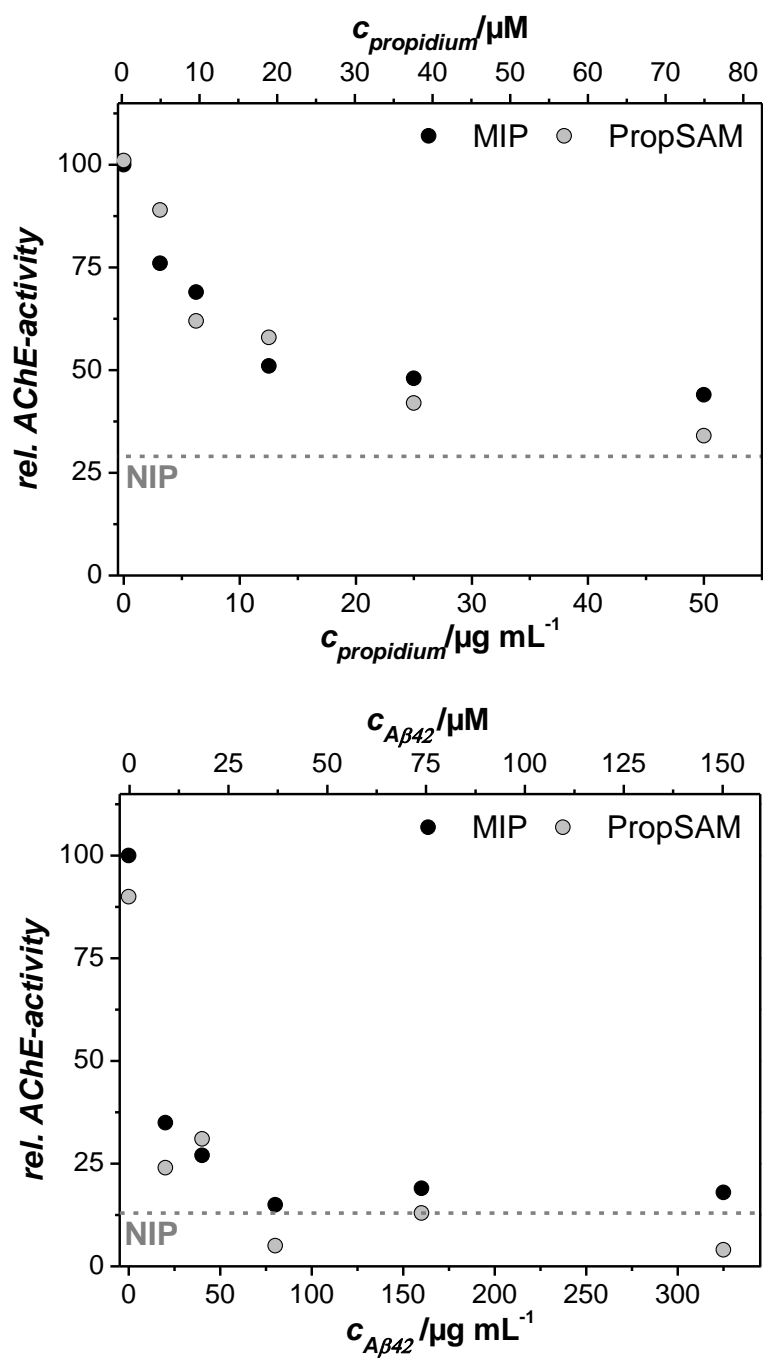 c_propidium/µM
0 10 20 30 40 50 60 70 80
MIP PropSAM
100
75
50
25
0
rel. AChE-activity
NIP
0 10 20 30 40 50
c_propidium/µg mL⁻¹
c_Aβ42/µM
0 25 50 75 100 125 150
MIP PropSAM
100
75
50
25
0
rel. AChE-activity
NIP
0 50 100 150 200 250 300
c_Aβ42/µg mL⁻¹